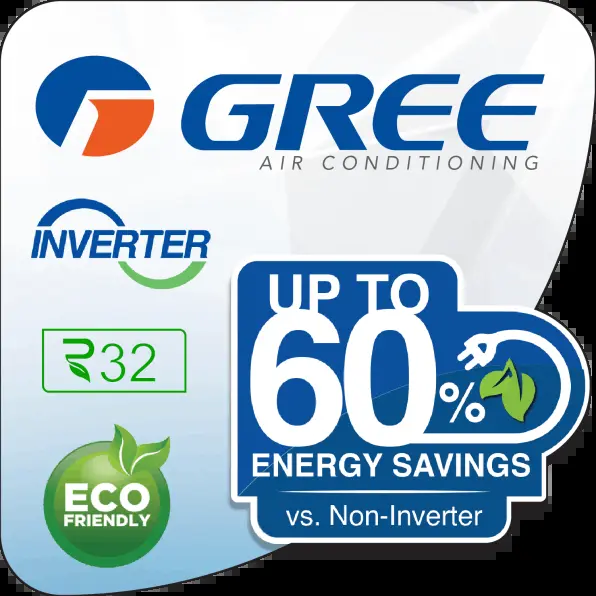 GREE
AIR CONDITIONING
INVERTER
R32
ECO
FRIENDLY
UP TO
60%
ENERGY SAVINGS
vs. Non-Inverter